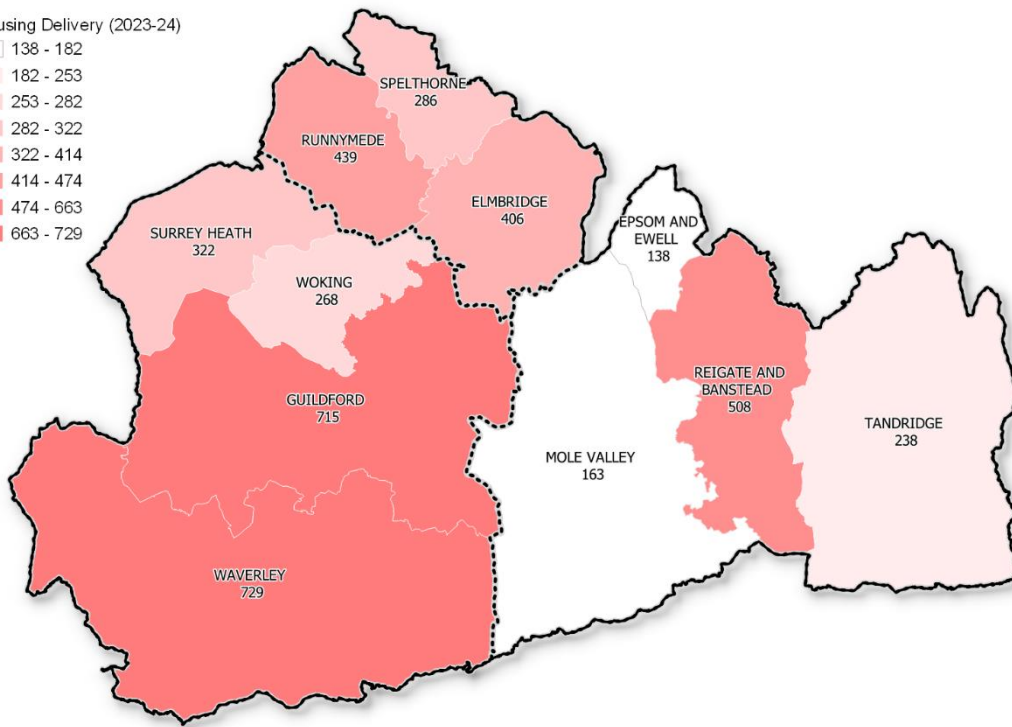 using Delivery (2023-24)
138 - 182
182 - 253
253 - 282
282 - 322
322 - 414
414 - 474
474 - 663
663 - 729
SPELTHORNE
286
RUNNYMEDE
439
ELMBRIDGE
406
EPSOM AND
EWELL
138
SURREY HEATH
322
WOKING
268
REIGATE AND
BANSTEAD
508
GUILDFORD
715
TANDRIDGE
238
MOLE VALLEY
163
WAVERLEY
729